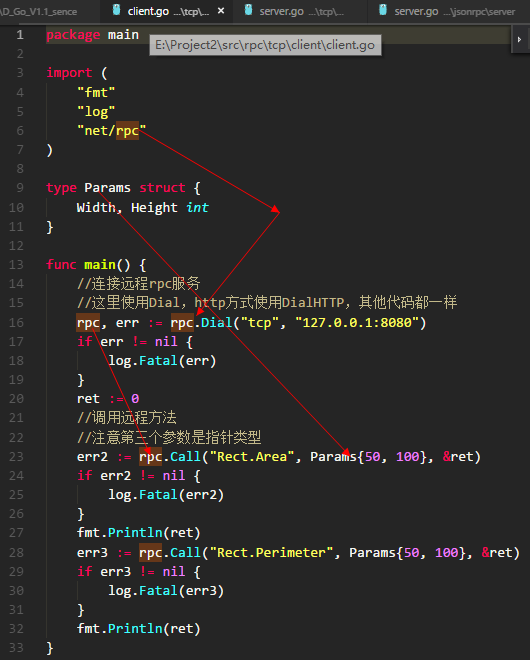 \D_Go_V1.1_sence client.go ...\tcp\... × server.go ...\tcp\... server.go ...\jsonrpc\server
1 package main
E:\Project2\src\rpc\tcp\client\client.go
2
3 import (
4 "fmt"
5 "log"
6 "net/rpc"
7 )
8
9 type Params struct {
10 Width, Height int
11 }
12
13 func main() {
14 //连接远程rpc服务
15 //这里使用Dial，http方式使用DialHTTP，其他代码都一样
16 rpc, err := rpc.Dial("tcp", "127.0.0.1:8080")
17 if err != nil {
18 log.Fatal(err)
19 }
20 ret := 0
21 //调用远程方法
22 //注意第三个参数是指针类型
23 err2 := rpc.Call("Rect.Area", Params{50, 100}, &ret)
24 if err2 != nil {
25 log.Fatal(err2)
26 }
27 fmt.Println(ret)
28 err3 := rpc.Call("Rect.Perimeter", Params{50, 100}, &ret)
29 if err3 != nil {
30 log.Fatal(err3)
31 }
32 fmt.Println(ret)
33 }